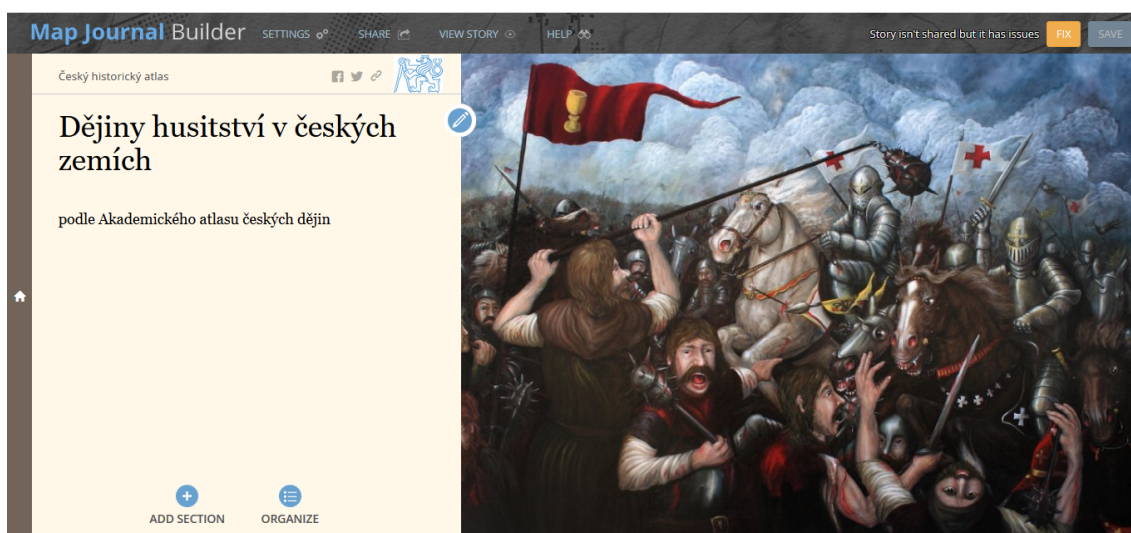 Map Journal Builder SETTINGS SHARE VIEW STORY HELP Story isn't shared but it has issues FIX SAVE
Český historický atlas
Dějiny husitství v českých
zemích
podle Akademického atlasu českých dějin
ADD SECTION ORGANIZE